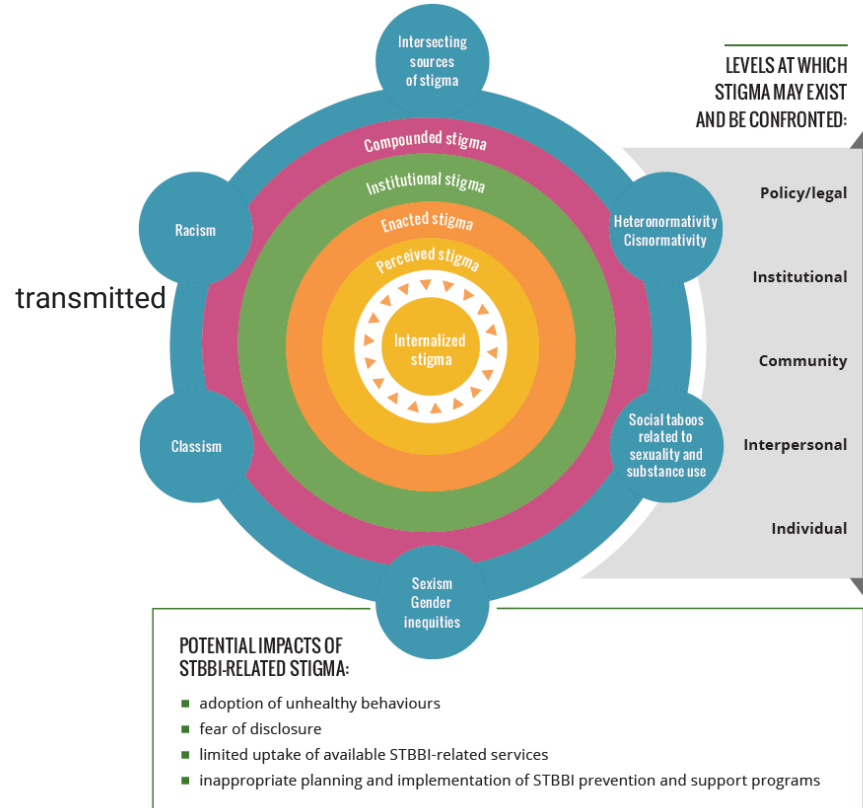 Intersecting
sources
of stigma
LEVELS AT WHICH
STIGMA MAY EXIST
AND BE CONFRONTED:
Compounded stigma
Institutional stigma
Enacted stigma
Perceived stigma
Internalized
stigma
Racism
Heteronormativity
Cisnormativity
transmitted
Classism
Social taboos
related to
sexuality and
substance use
Sexism
Gender
inequities
Policy/legal
Institutional
Community
Interpersonal
Individual
POTENTIAL IMPACTS OF
STBBI-RELATED STIGMA:
adoption of unhealthy behaviours
fear of disclosure
limited uptake of available STBBI-related services
inappropriate planning and implementation of STBBI prevention and support programs